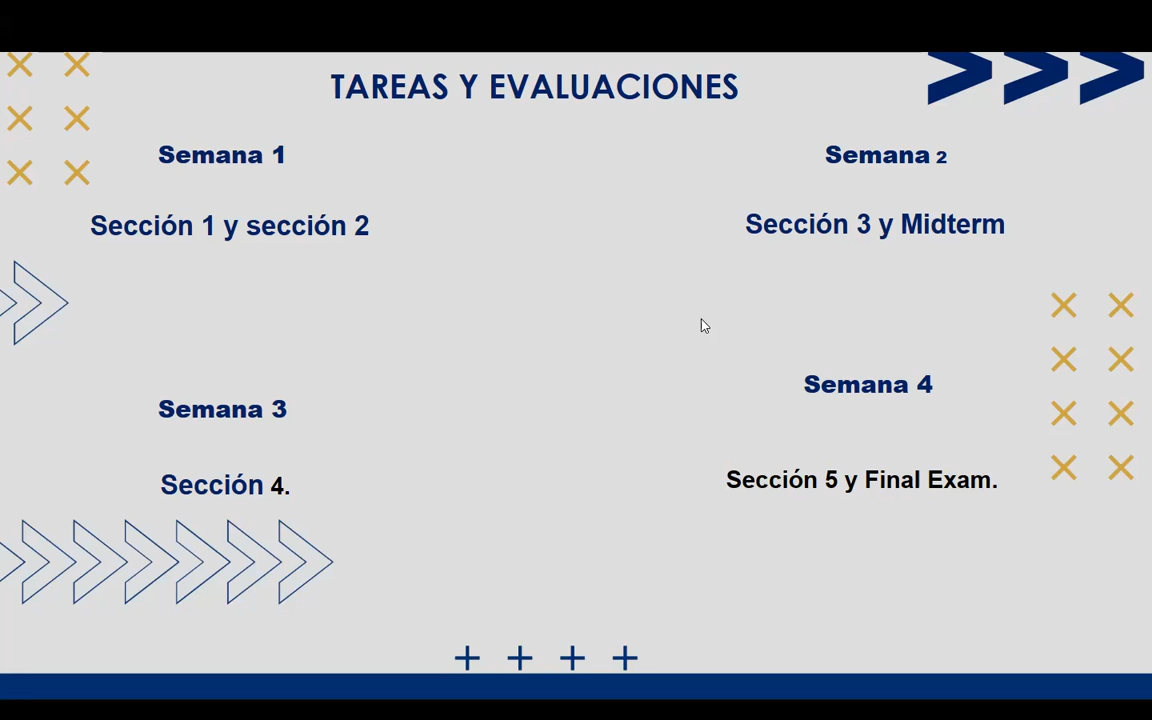 TAREAS Y EVALUACIONES
Semana 1
Semana 2
Sección 1 y sección 2
Sección 3 y Midterm
Semana 3
Semana 4
Sección 4.
Sección 5 y Final Exam.